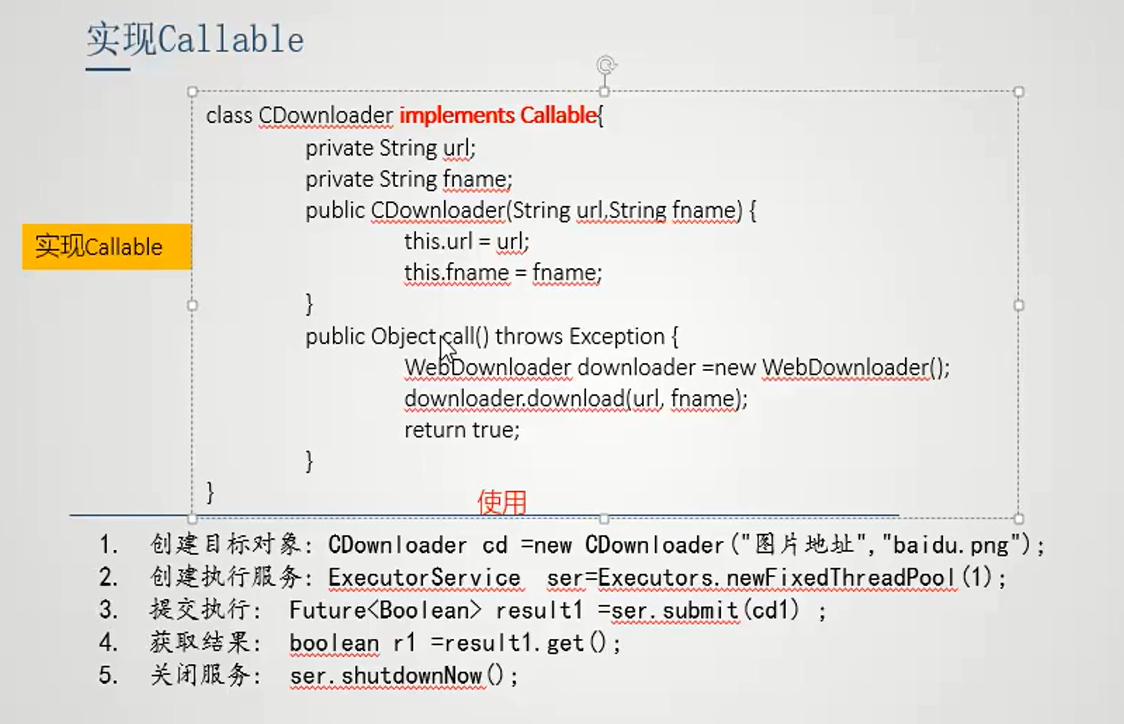 实现Callable
class CDownloader implements Callable{
private String url;
private String fname;
public CDownloader(String url,String fname) {
this.url = url;
this.fname = fname;
}
实现Callable
public Object call() throws Exception {
WebDownloader downloader =new WebDownloader();
downloader.download(url, fname);
return true;
}
}
使用
1. 创建目标对象: CDownloader cd =new CDownloader("图片地址","baidu.png");
2. 创建执行服务: ExecutorService ser=Executors.newFixedThreadPool(1);
3. 提交执行: Future<Boolean> result1 =ser.submit(cd1) ;
4. 获取结果: boolean r1 =result1.get();
5. 关闭服务: ser.shutdownNow();